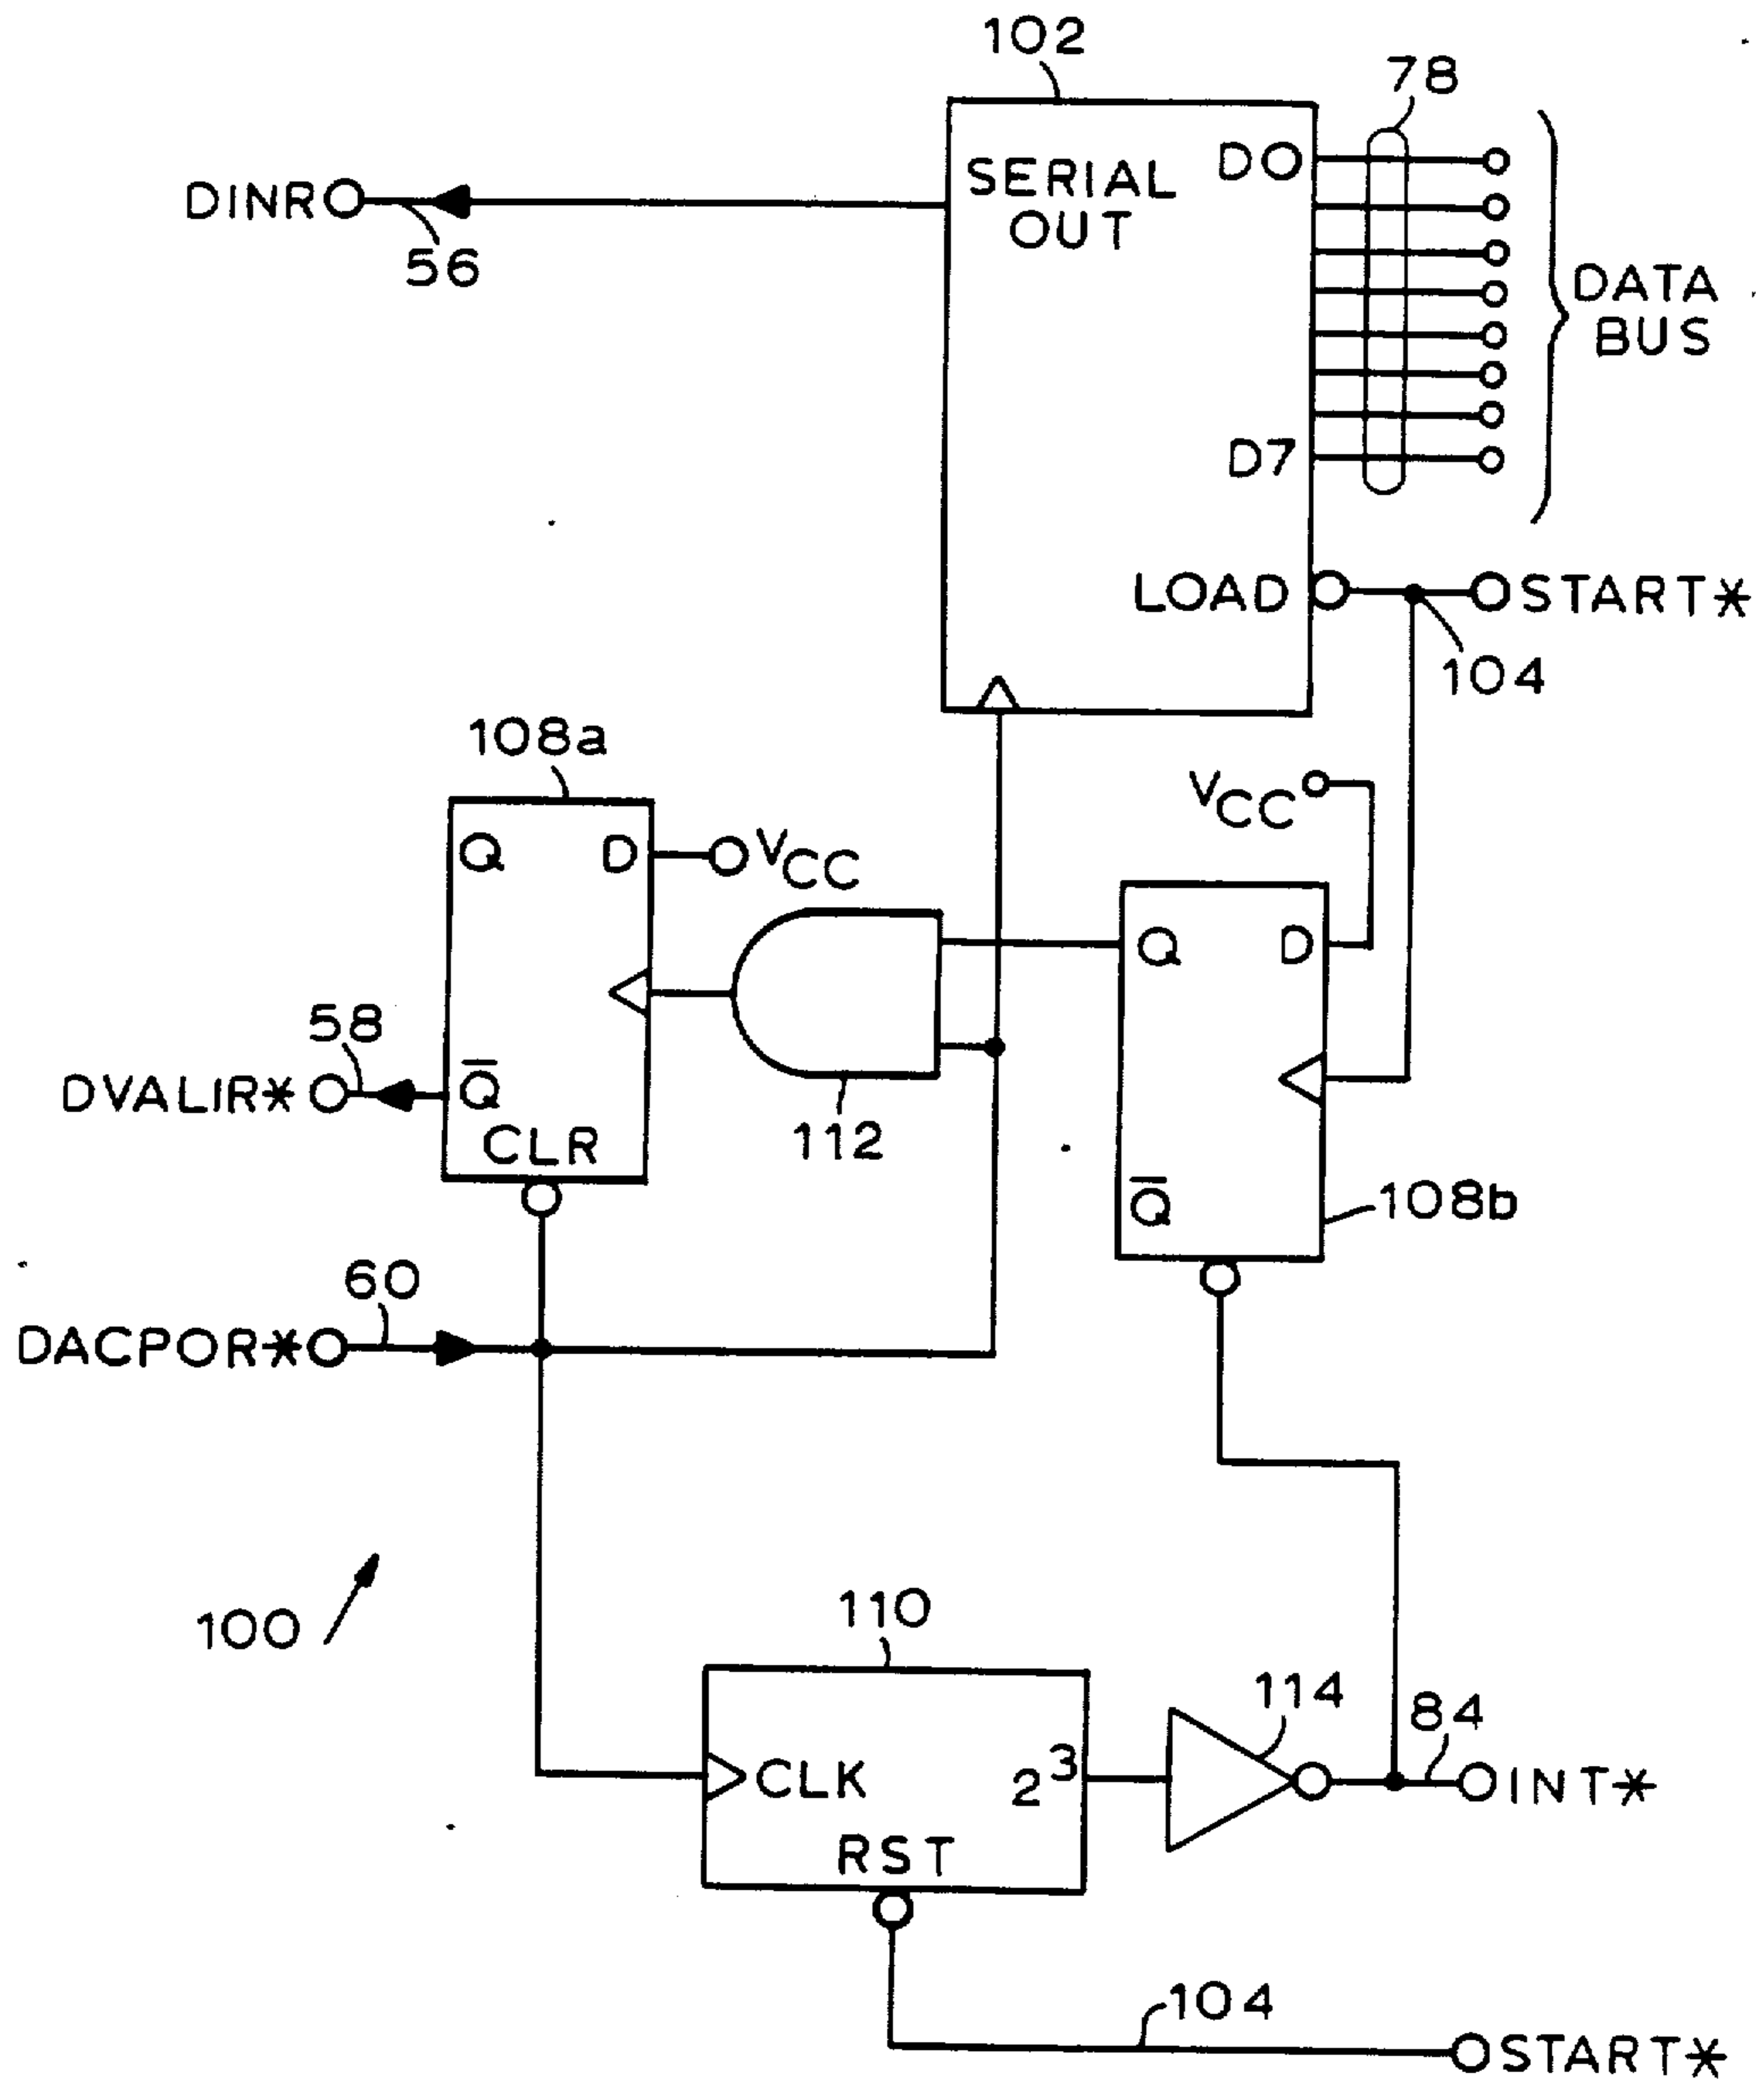 102
78
SERIAL
OUT
D0
DINR
56
DATA
BUS
D7
LOAD
START*
104
108a
VCC
Q
D
VCC
Q
D
58
DVALIR*
Q̅
CLR
112
Q̅
108b
60
DACPOR*
100
110
114
84
CLK
2³
INT*
RST
104
START*